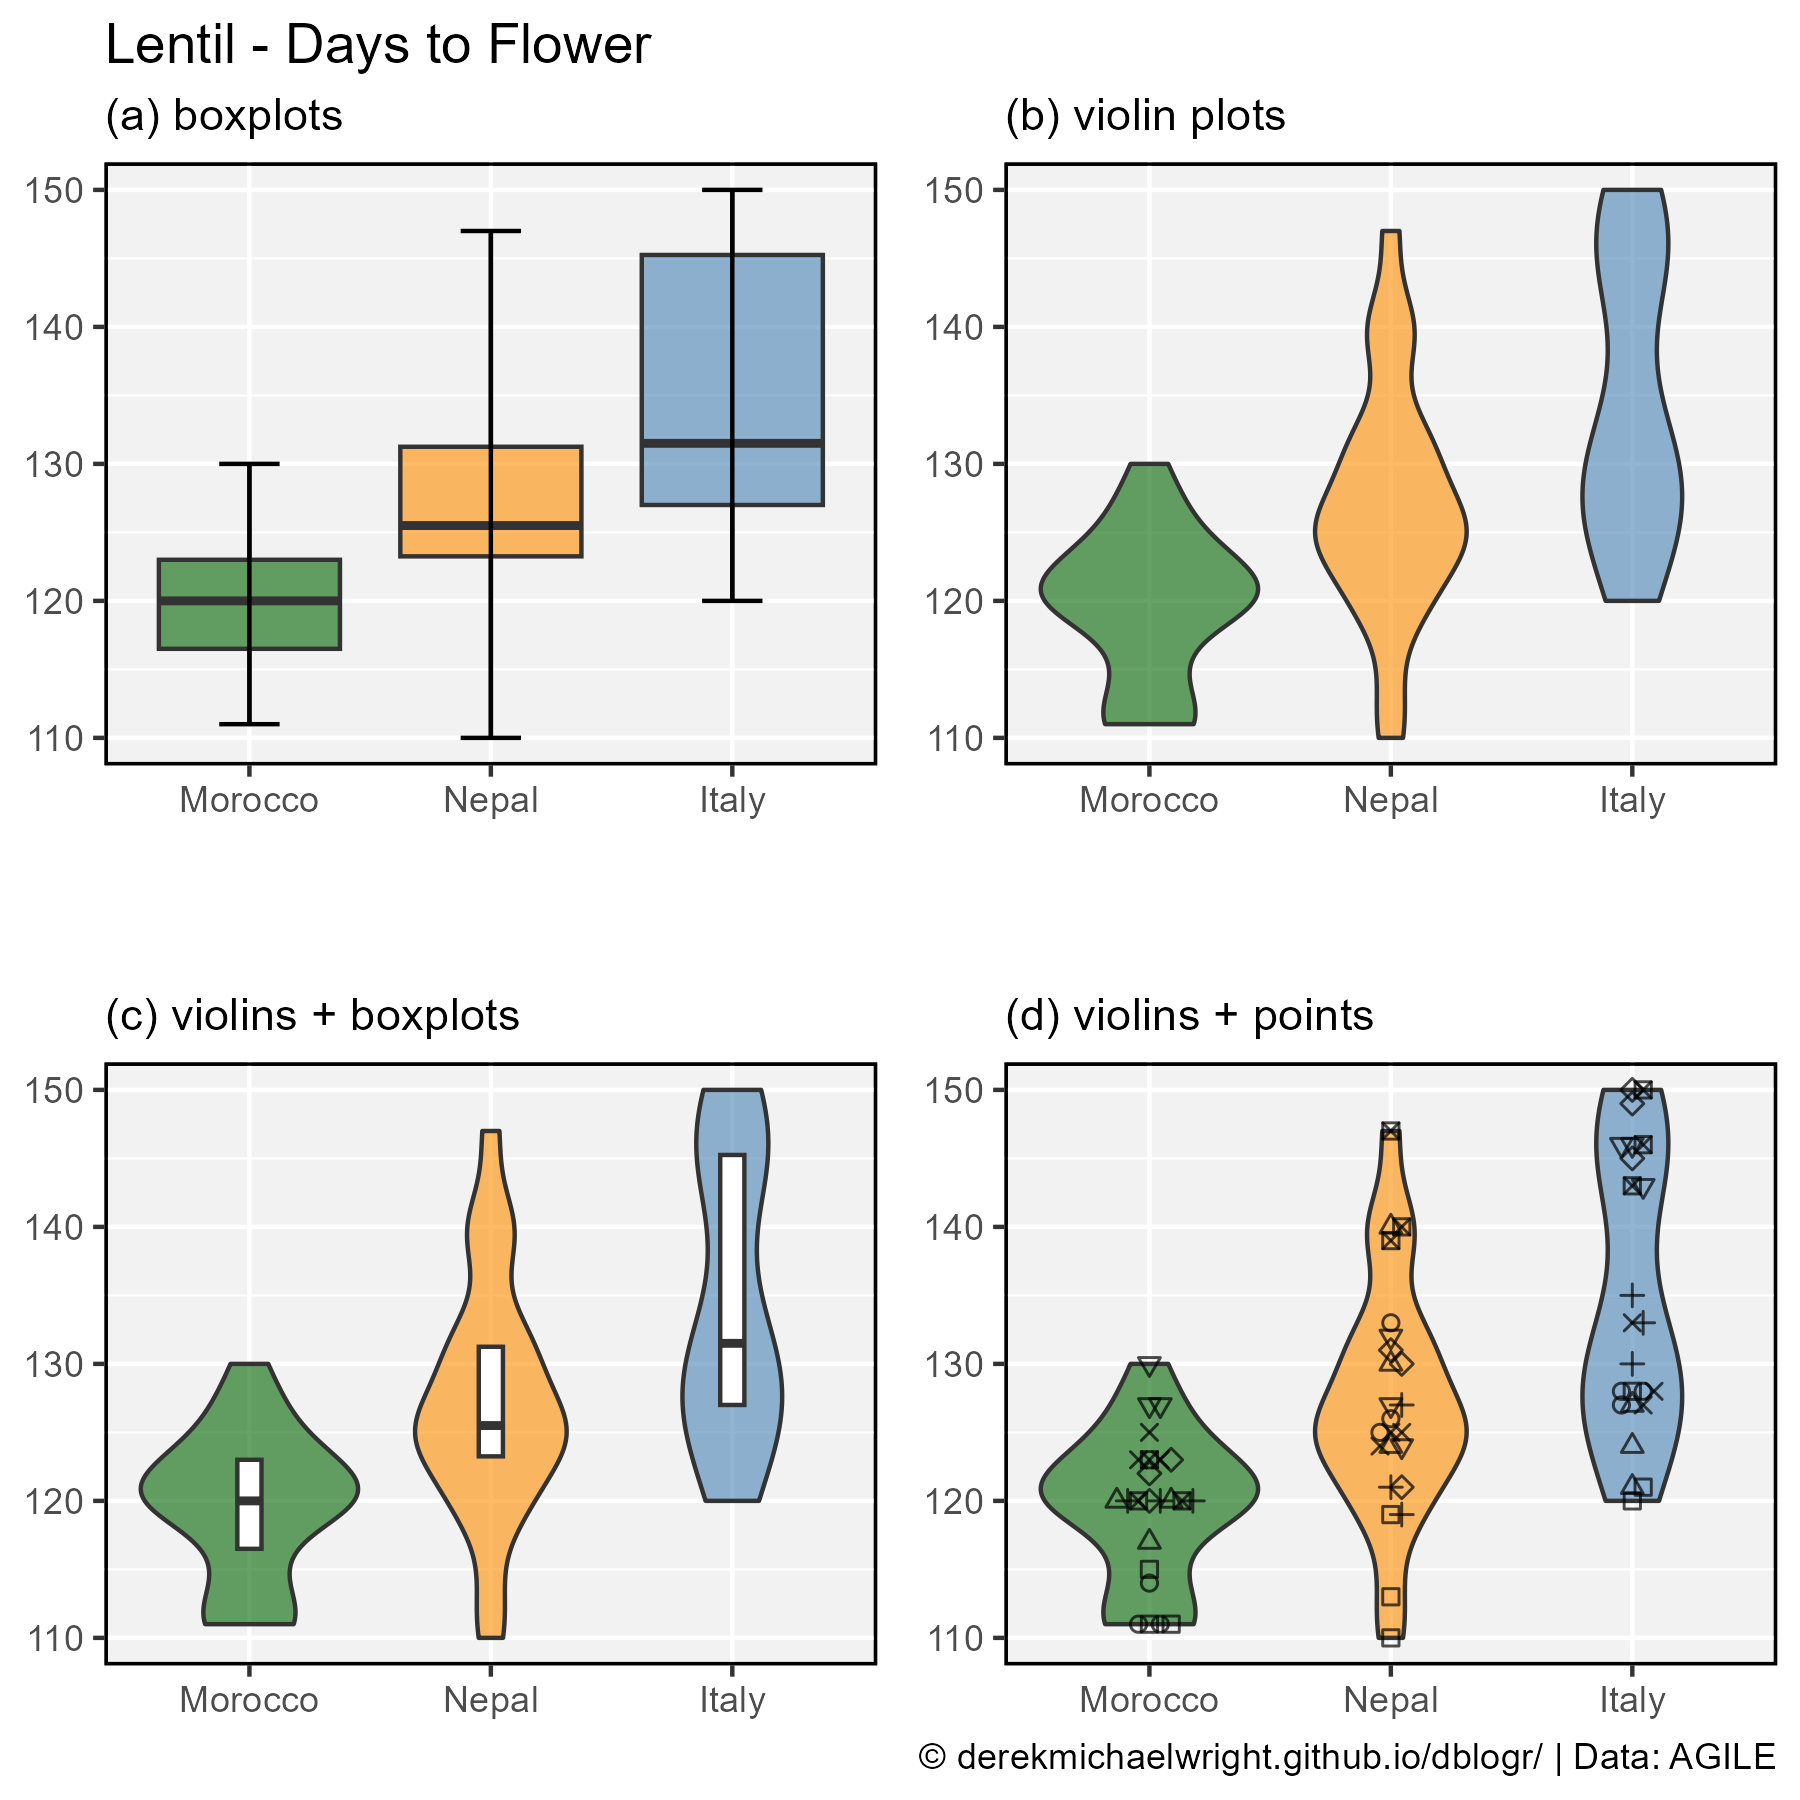 Lentil - Days to Flower
(a) boxplots
150
140
130
120
110
Morocco Nepal Italy
(b) violin plots
150
140
130
120
110
Morocco Nepal Italy
(c) violins + boxplots
150
140
130
120
110
Morocco Nepal Italy
(d) violins + points
150
140
130
120
110
Morocco Nepal Italy
© derekmichaelwright.github.io/dblogr/ | Data: AGILE